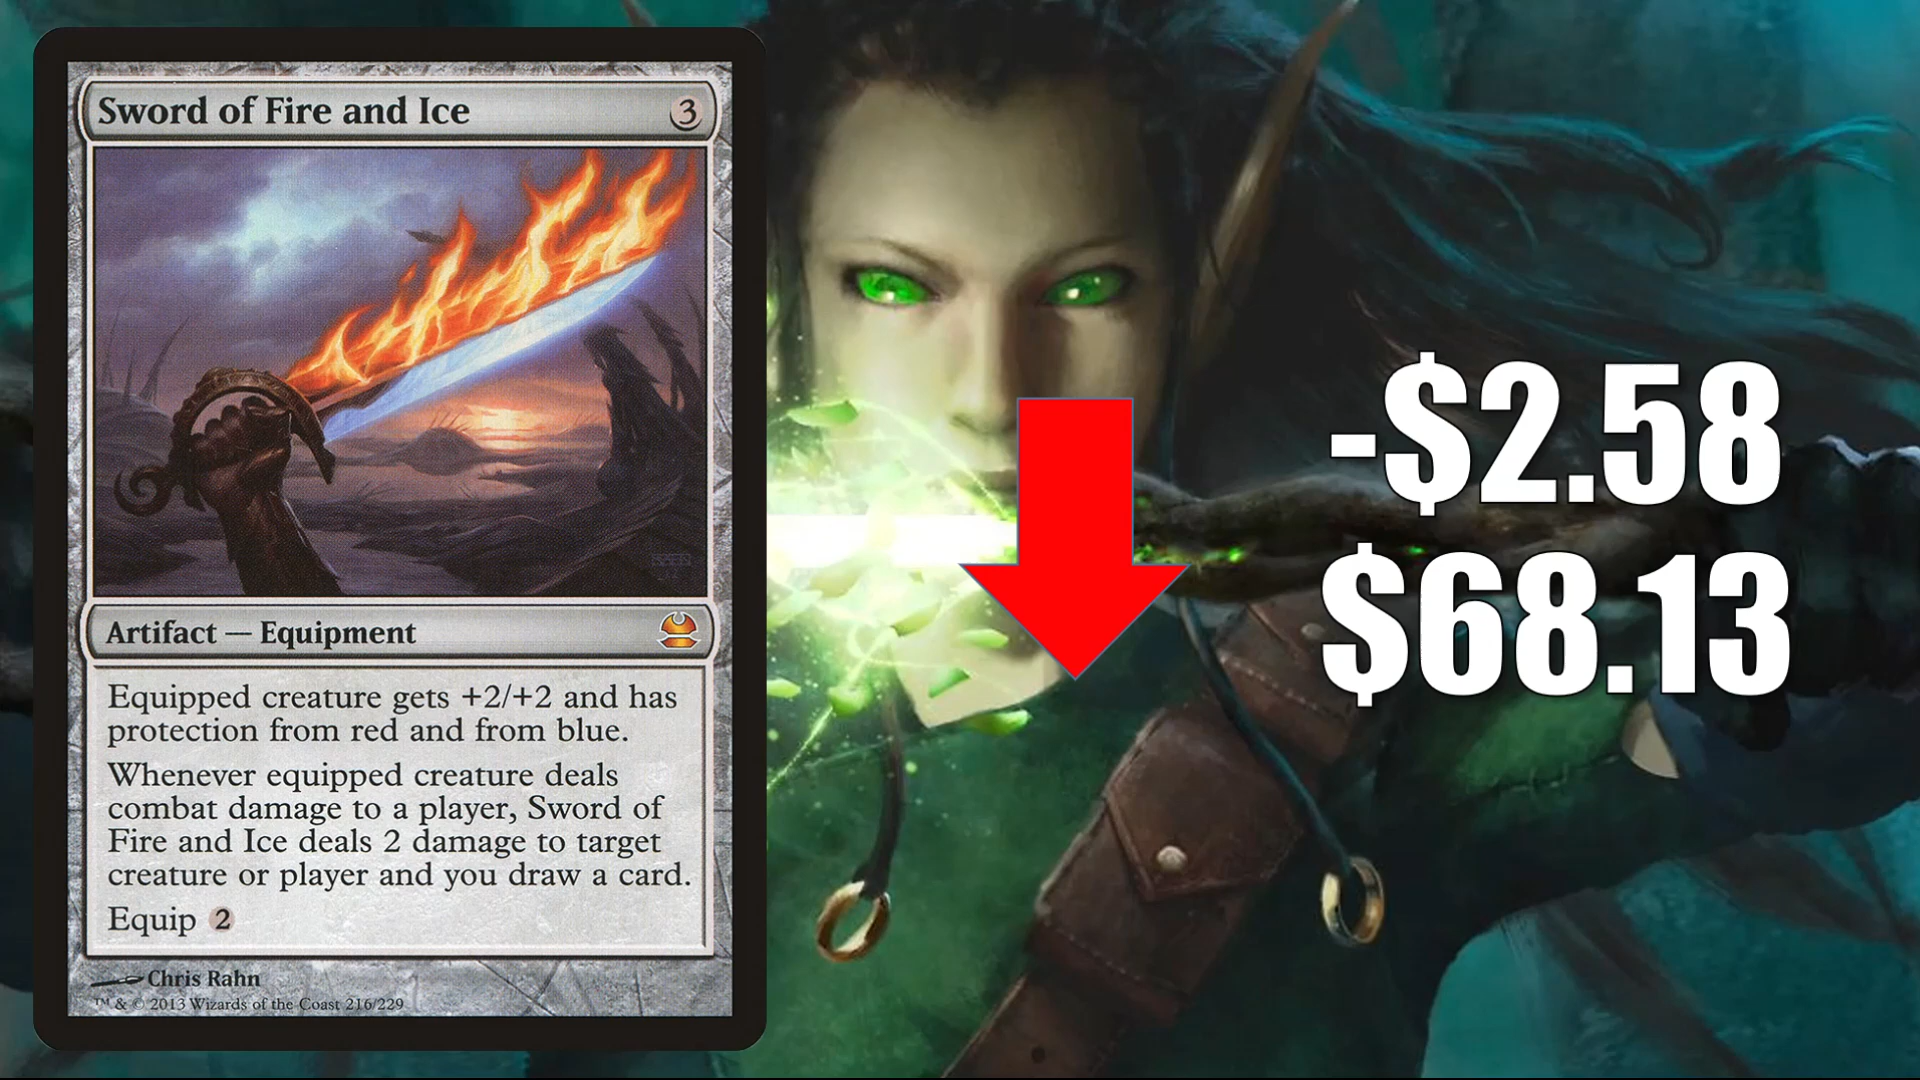 Sword of Fire and Ice 3
Artifact — Equipment
Equipped creature gets +2/+2 and has
protection from red and from blue.
Whenever equipped creature deals
combat damage to a player, Sword of
Fire and Ice deals 2 damage to target
creature or player and you draw a card.
Equip 2
Chris Rahn
™ & © 2013 Wizards of the Coast 216/229
-$2.58
$68.13